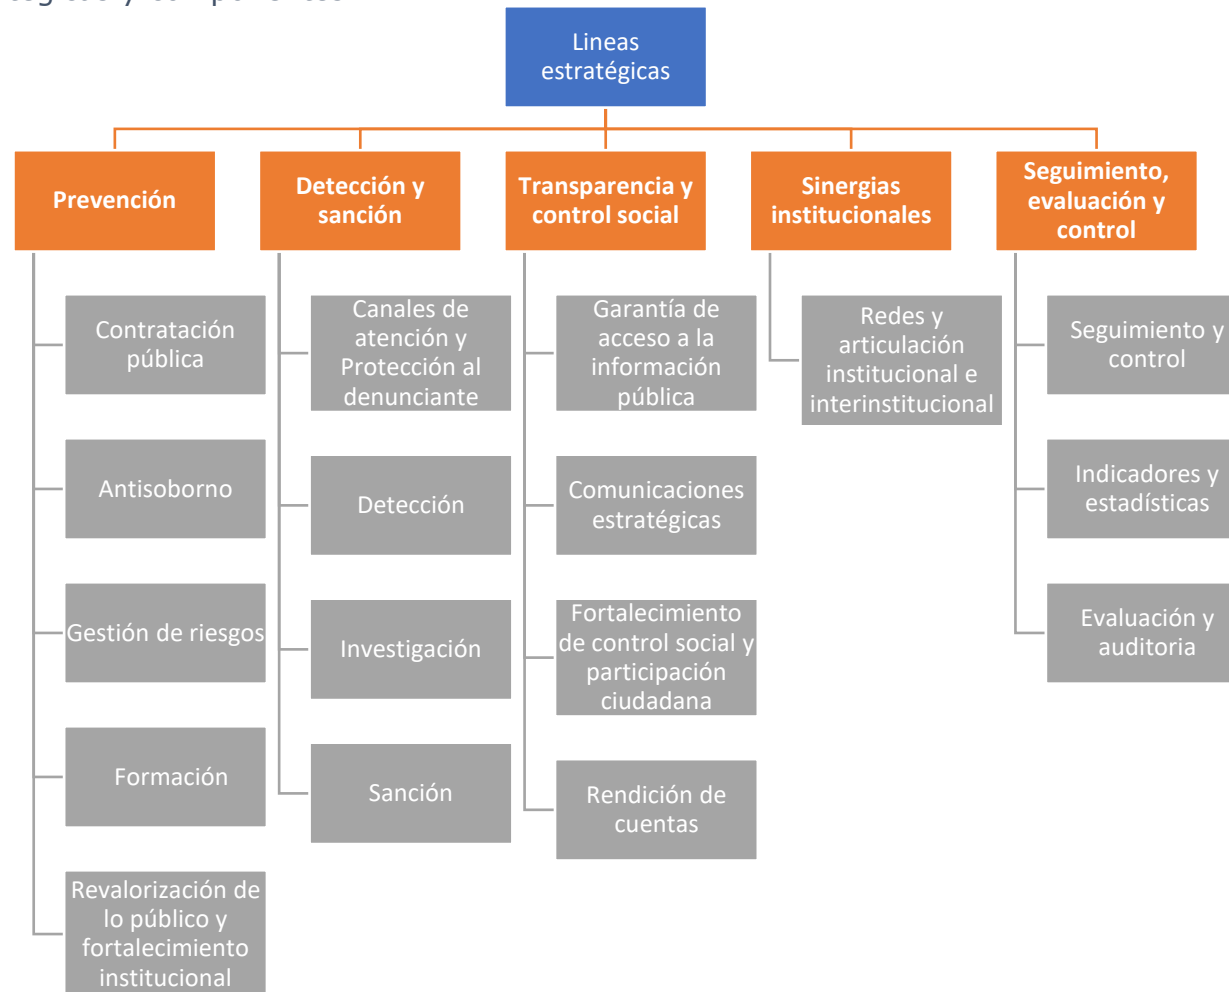 Lineas
estratégicas
Prevención
Contratación
pública
Antisoborno
Gestión de riesgos
Formación
Revalorización de
lo público y
fortalecimiento
institucional
Detección y
sanción
Canales de
atención y
Protección al
denunciante
Detección
Investigación
Sanción
Transparencia y
control social
Garantía de
acceso a la
información
pública
Comunicaciones
estratégicas
Fortalecimiento
de control social y
participación
ciudadana
Rendición de
cuentas
Sinergias
institucionales
Redes y
articulación
institucional e
interinstitucional
Seguimiento,
evaluación y
control
Seguimiento y
control
Indicadores y
estadísticas
Evaluación y
auditoria